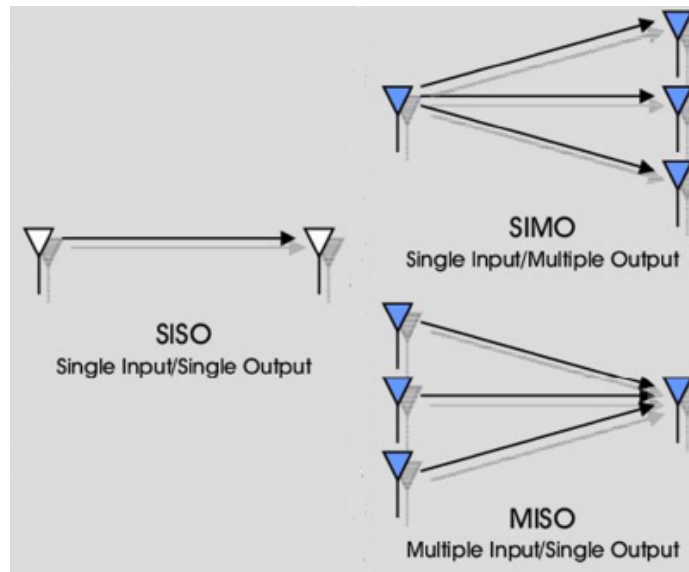 SISO
Single Input/Single Output
SIMO
Single Input/Multiple Output
MISO
Multiple Input/Single Output